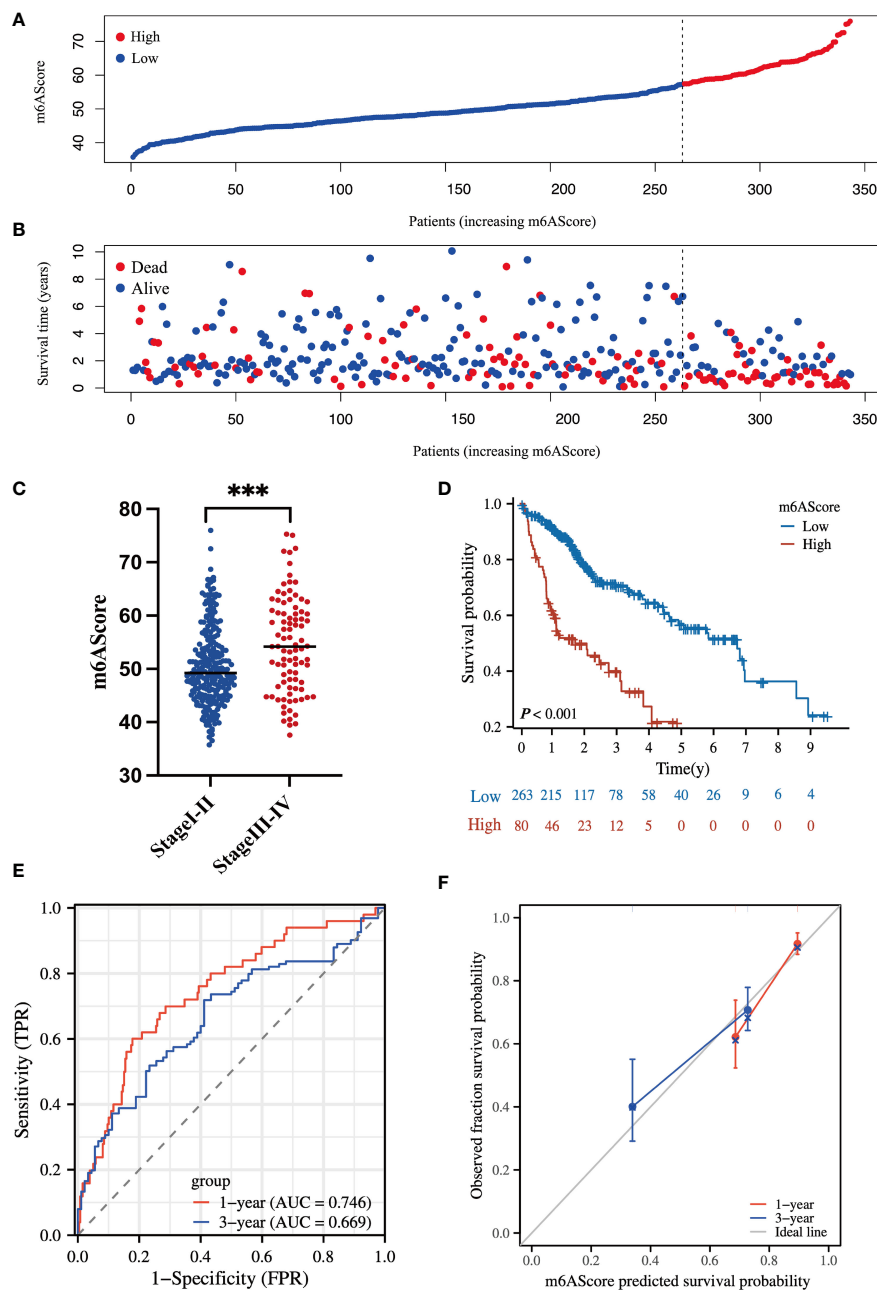 A
High
Low
m6AScore
70
60
50
40
0 50 100 150 200 250 300 350
Patients (increasing m6AScore)
B
Dead
Alive
Survival time (years)
10
8
6
4
2
0
0 50 100 150 200 250 300 350
Patients (increasing m6AScore)
C
***
m6AScore
80
70
60
50
40
30
StageI-II
StageIII-IV
D
m6AScore
Low
High
Survival probability
1.0
0.8
0.6
0.4
0.2
P < 0.001
0 1 2 3 4 5 6 7 8 9
Time(y)
Low 263 215 117 78 58 40 26 9 6 4
High 80 46 23 12 5 0 0 0 0 0
E
Sensitivity (TPR)
1.0
0.8
0.6
0.4
0.2
0.0
group
1−year (AUC = 0.746)
3−year (AUC = 0.669)
0.0 0.2 0.4 0.6 0.8 1.0
1−Specificity (FPR)
F
Observed fraction survival probability
1.0
0.8
0.6
0.4
0.2
0.0
1−year
3−year
Ideal line
0.0 0.2 0.4 0.6 0.8 1.0
m6AScore predicted survival probability